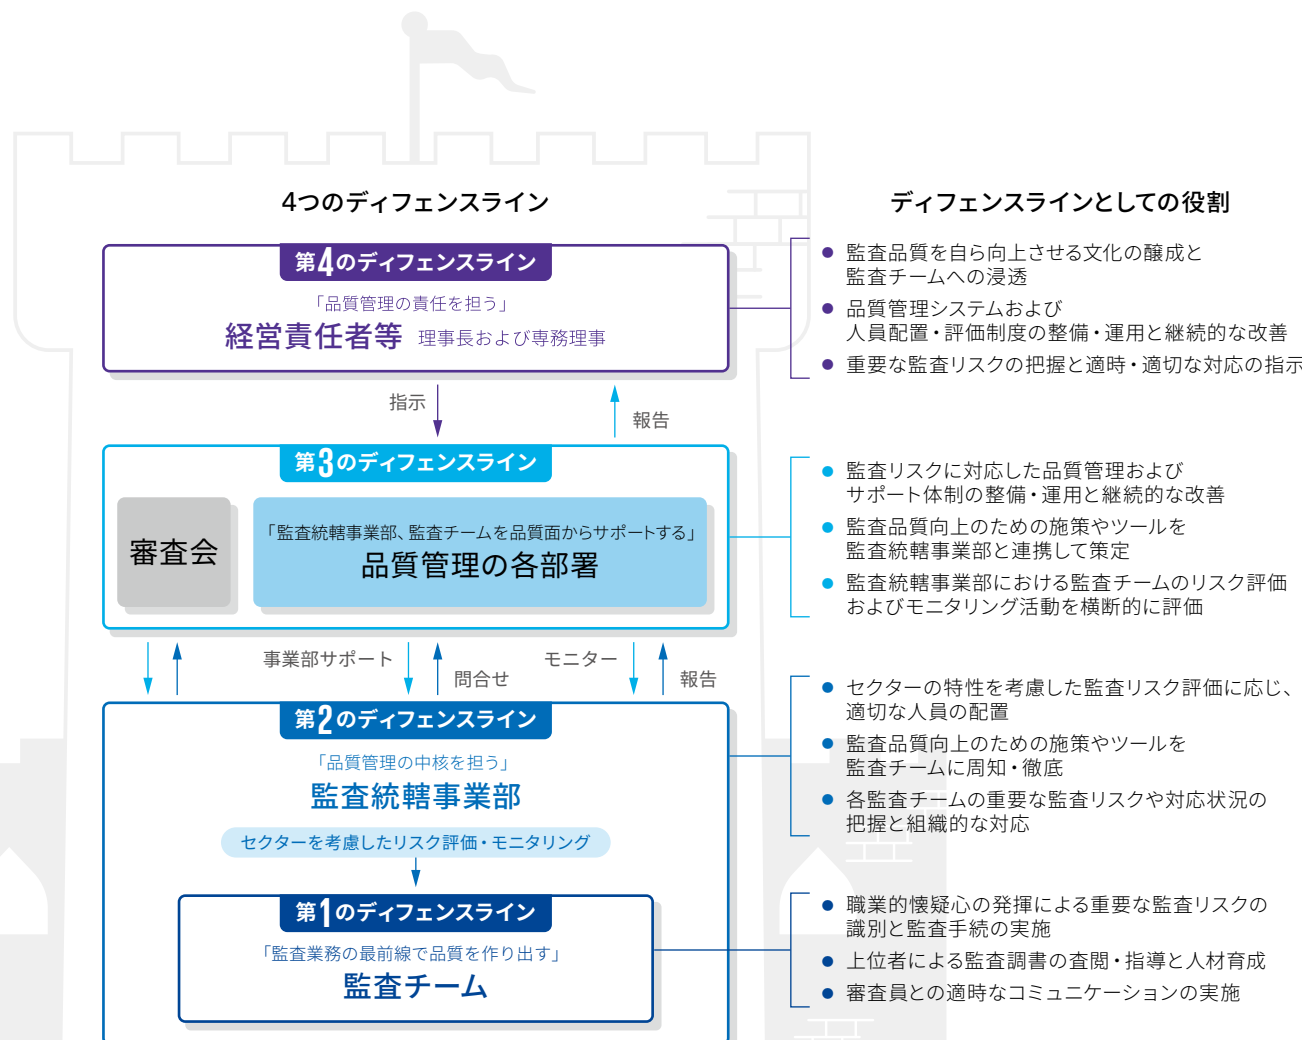 4つのディフェンスライン
ディフェンスラインとしての役割
第4のディフェンスライン
「品質管理の責任を担う」
経営責任者等 理事長および専務理事
● 監査品質を自ら向上させる文化の醸成と
監査チームへの浸透
● 品質管理システムおよび
人員配置・評価制度の整備・運用と継続的な改善
● 重要な監査リスクの把握と適時・適切な対応の指示
指示
報告
第3のディフェンスライン
審査会
「監査統轄事業部、監査チームを品質面からサポートする」
品質管理の各部署
● 監査リスクに対応した品質管理および
サポート体制の整備・運用と継続的な改善
● 監査品質向上のための施策やツールを
監査統轄事業部と連携して策定
● 監査統轄事業部における監査チームのリスク評価
およびモニタリング活動を横断的に評価
事業部サポート
問合せ
モニター
報告
第2のディフェンスライン
「品質管理の中核を担う」
監査統轄事業部
セクターを考慮したリスク評価・モニタリング
● セクターの特性を考慮した監査リスク評価に応じ、
適切な人員の配置
● 監査品質向上のための施策やツールを
監査チームに周知・徹底
● 各監査チームの重要な監査リスクや対応状況の
把握と組織的な対応
第1のディフェンスライン
「監査業務の最前線で品質を作り出す」
監査チーム
● 職業的懐疑心の発揮による重要な監査リスクの
識別と監査手続の実施
● 上位者による監査調書の査閲・指導と人材育成
● 審査員との適時なコミュニケーションの実施